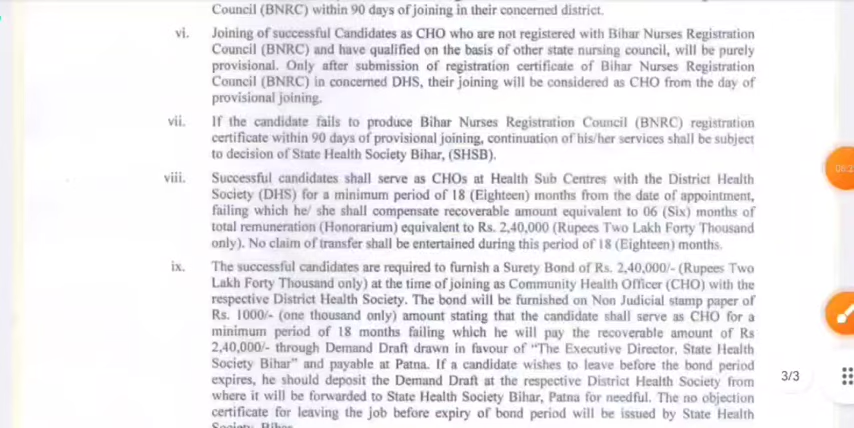 Council (BNRC) within 90 days of joining in their concerned district.
vi. Joining of successful Candidates as CHO who are not registered with Bihar Nurses Registration
Council (BNRC) and have qualified on the basis of other state nursing council, will be purely
provisional. Only after submission of registration certificate of Bihar Nurses Registration
Council (BNRC) in concerned DHS, their joining will be considered as CHO from the day of
provisional joining.
vii. If the candidate fails to produce Bihar Nurses Registration Council (BNRC) registration
certificate within 90 days of provisional joining, continuation of his/her services shall be subject
to decision of State Health Society Bihar, (SHSB).
viii. Successful candidates shall serve as CHOs at Health Sub Centres with the District Health
Society (DHS) for a minimum period of 18 (Eighteen) months from the date of appointment,
failing which he/ she shall compensate recoverable amount equivalent to 06 (Six) months of
total remuneration (Honorarium) equivalent to Rs. 2,40,000 (Rupees Two Lakh Forty Thousand
only). No claim of transfer shall be entertained during this period of 18 (Eighteen) months.
ix. The successful candidates are required to furnish a Surety Bond of Rs. 2,40,000/- (Rupees Two
Lakh Forty Thousand only) at the time of joining as Community Health Officer (CHO) with the
respective District Health Society. The bond will be furnished on Non Judicial stamp paper of
Rs. 1000/- (one thousand only) amount stating that the candidate shall serve as CHO for a
minimum period of 18 months failing which he will pay the recoverable amount of Rs
2,40,000/- through Demand Draft drawn in favour of "The Executive Director, State Health
Society Bihar" and payable at Patna. If a candidate wishes to leave before the bond period
expires, he should deposit the Demand Draft at the respective District Health Society from
where it will be forwarded to State Health Society Bihar, Patna for needful. The no objection
certificate for leaving the job before expiry of bond period will be issued by State Health
Society Bihar
3/3